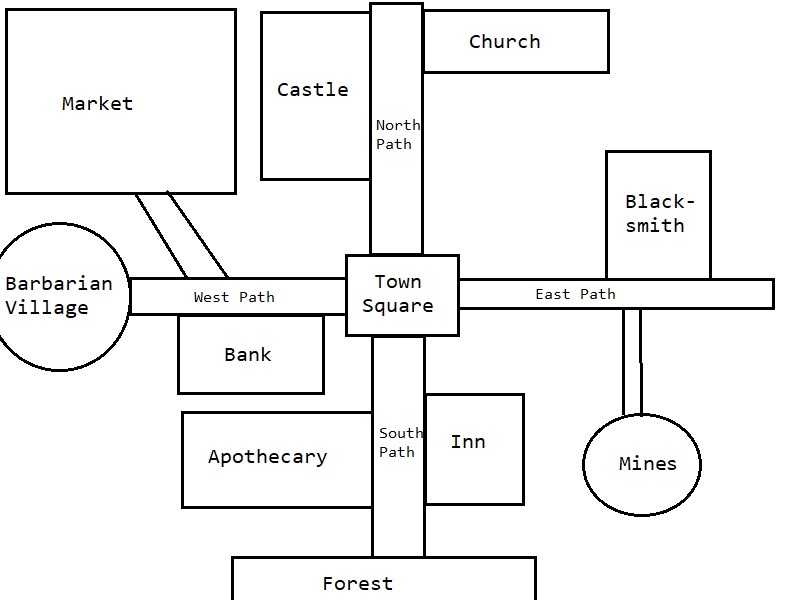 Church
Castle
Market
North
Path
Black-
smith
Barbarian
Village
Town
Square
West Path
East Path
Bank
South
Path
Inn
Apothecary
Mines
Forest